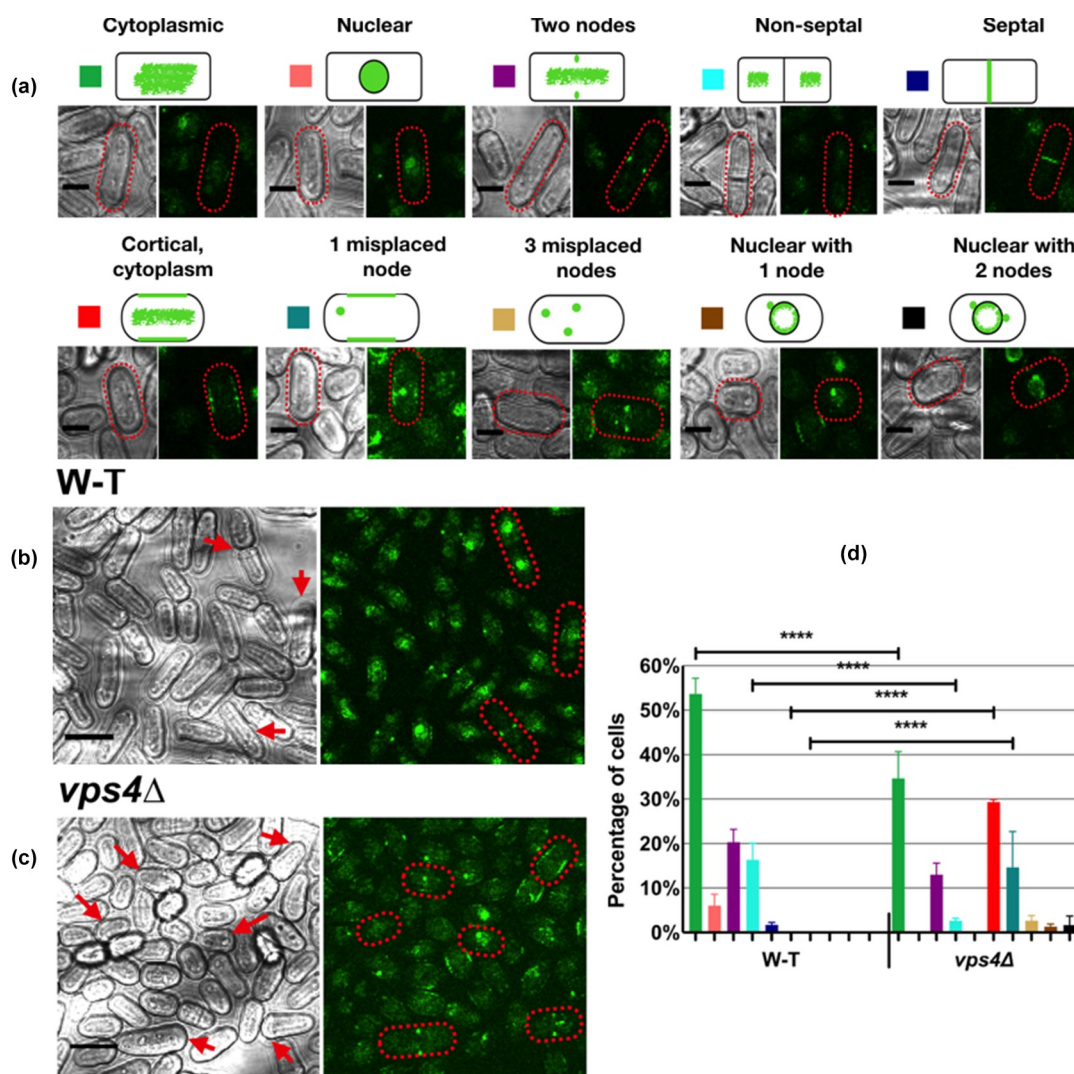 Cytoplasmic
Nuclear
Two nodes
Non-septal
Septal
(a)
Cortical,
cytoplasm
1 misplaced
node
3 misplaced
nodes
Nuclear with
1 node
Nuclear with
2 nodes
W-T
(b)
vps4Δ
(c)
(d)
****
****
****
****
Percentage of cells
60%
50%
40%
30%
20%
10%
0%
W-T
vps4Δ